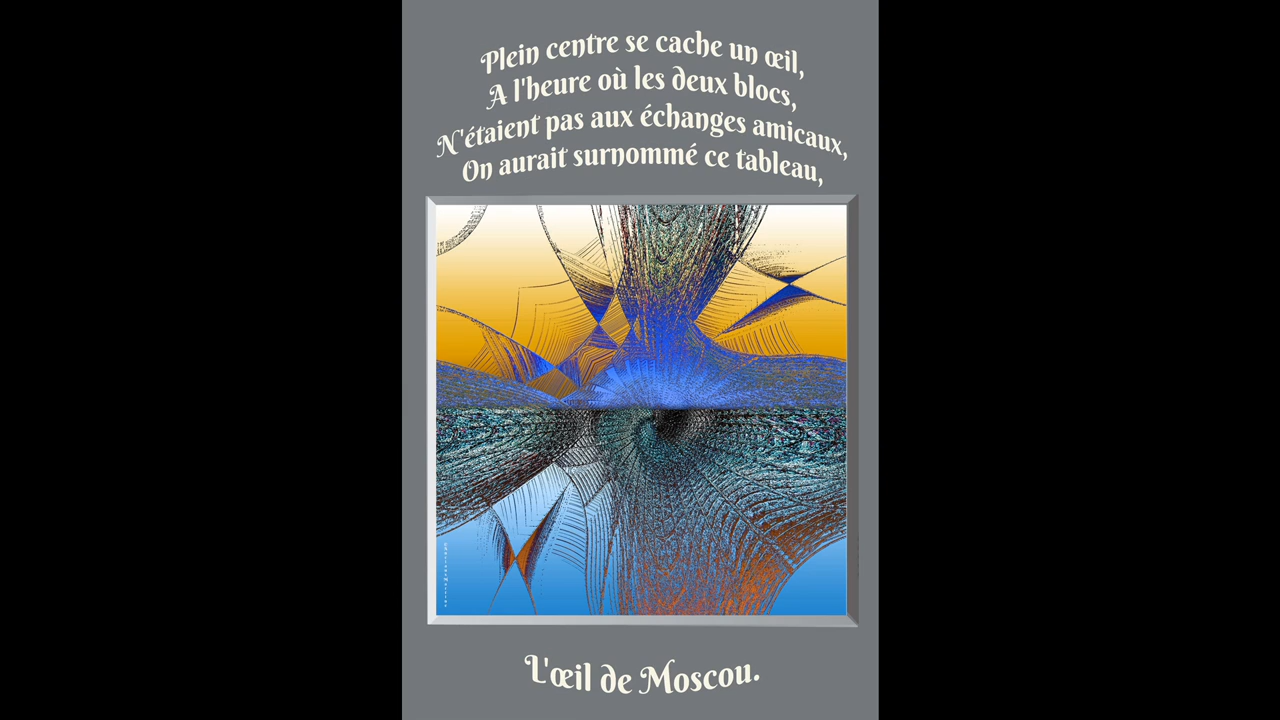 Plein centre se cache un œil,
A l'heure où les deux blocs,
N'étaient pas aux échanges amicaux,
On aurait surnommé ce tableau,
L'œil de Moscou.